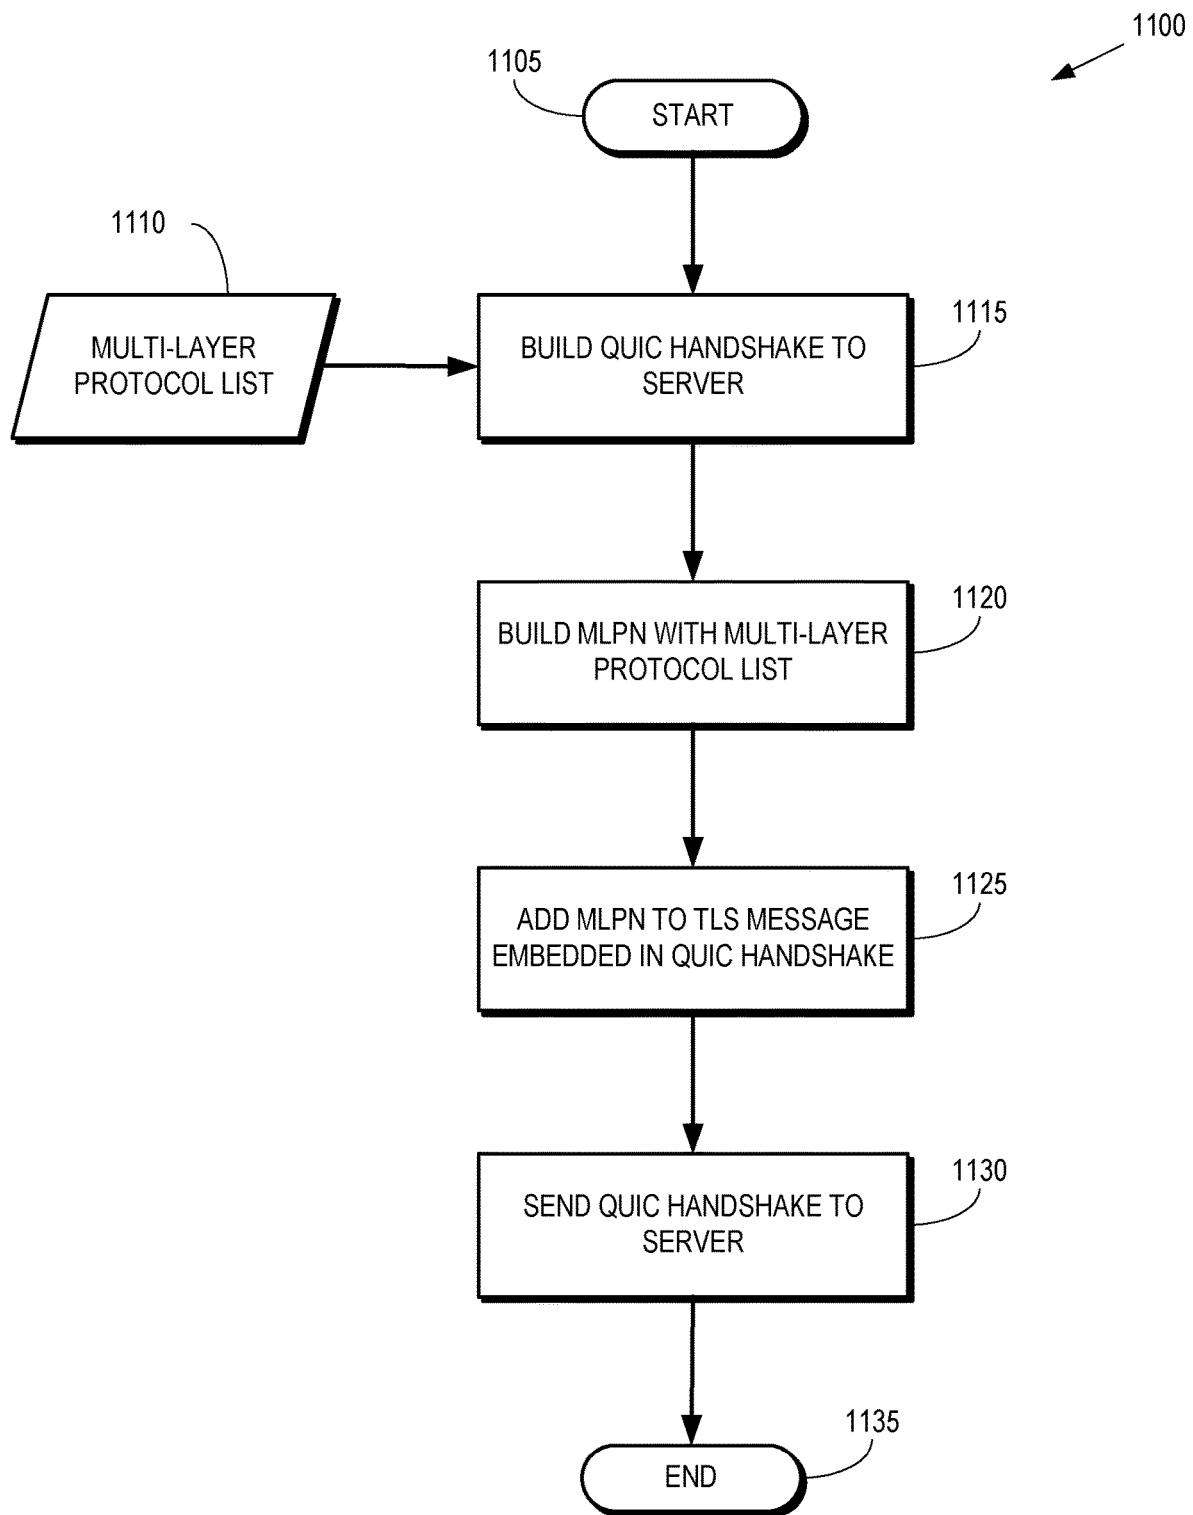 1100
1105
START
1110
MULTI-LAYER
PROTOCOL LIST
BUILD QUIC HANDSHAKE TO
SERVER
1115
BUILD MLPN WITH MULTI-LAYER
PROTOCOL LIST
1120
ADD MLPN TO TLS MESSAGE
EMBEDDED IN QUIC HANDSHAKE
1125
SEND QUIC HANDSHAKE TO
SERVER
1130
1135
END